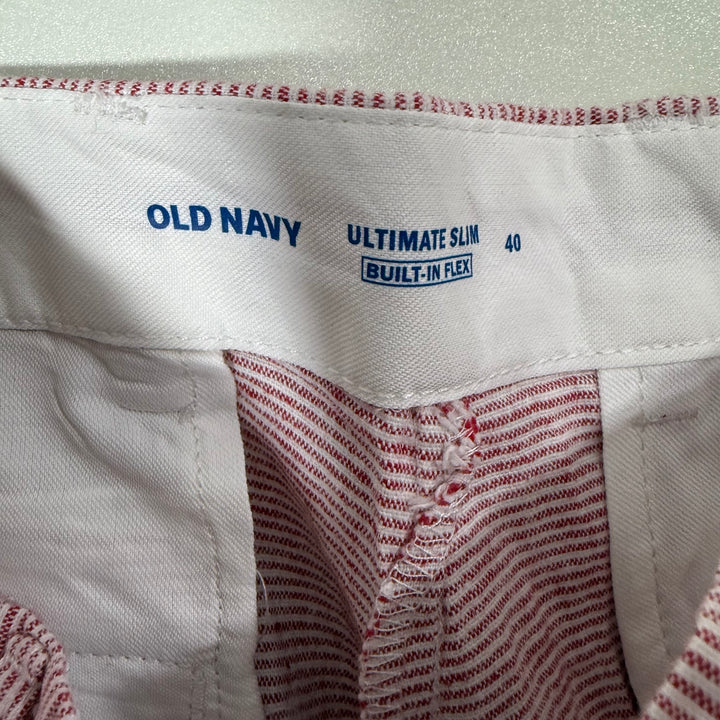 OLD NAVY ULTIMATE SLIM 40
BUILT-IN FLEX